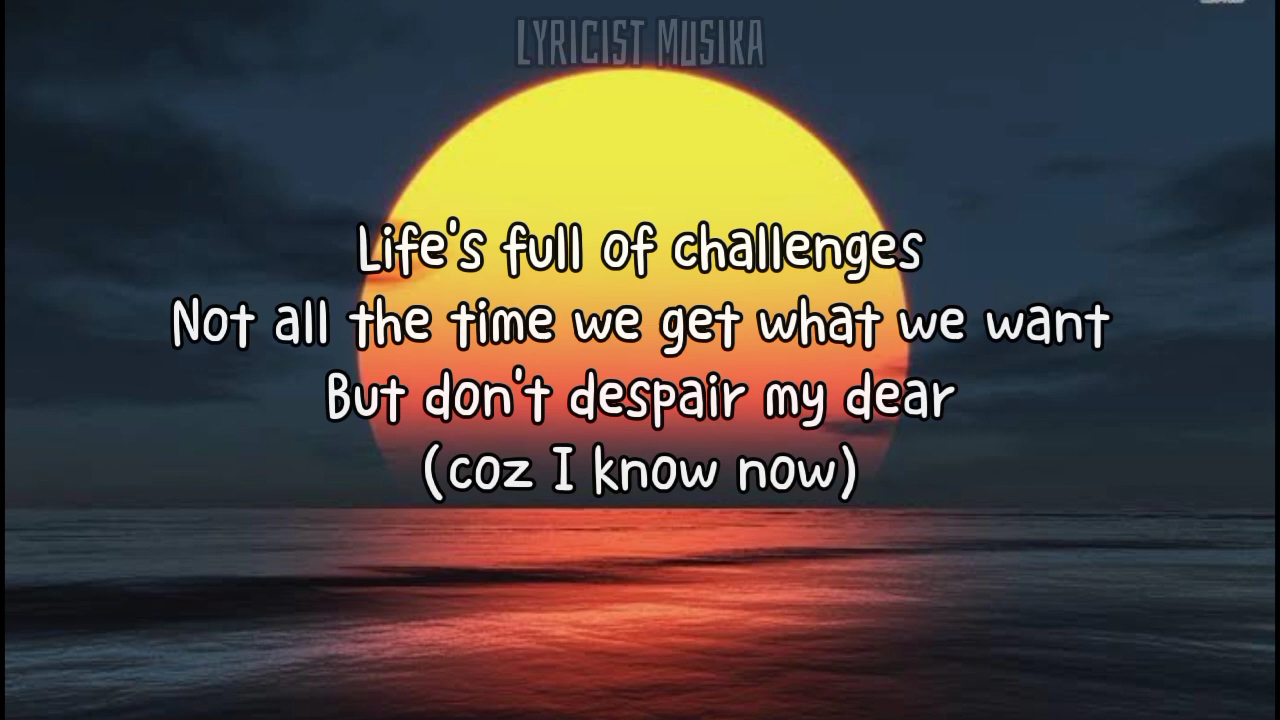 LYRICIST MUSIKA
Life's full of challenges
Not all the time we get what we want
But don't despair my dear
(coz I know now)